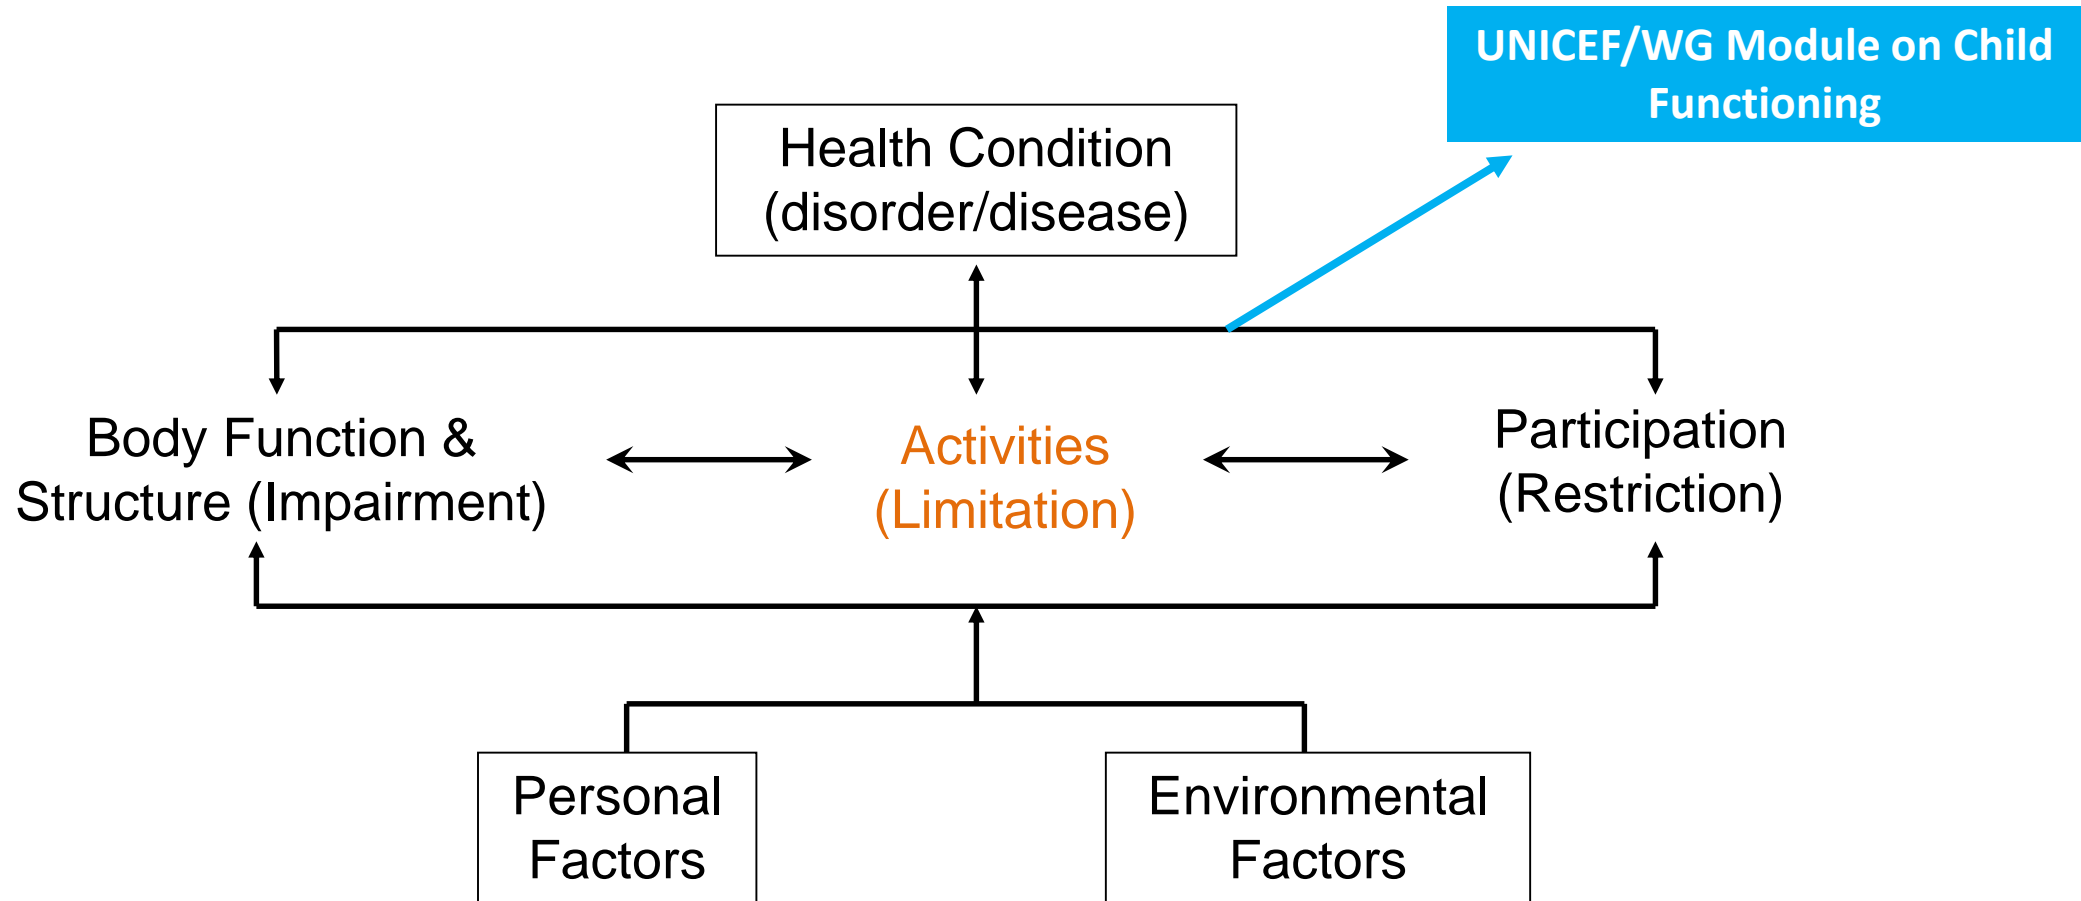 UNICEF/WG Module on Child
Functioning
Health Condition
(disorder/disease)
Body Function &
Structure (Impairment)
Activities
(Limitation)
Participation
(Restriction)
Personal
Factors
Environmental
Factors